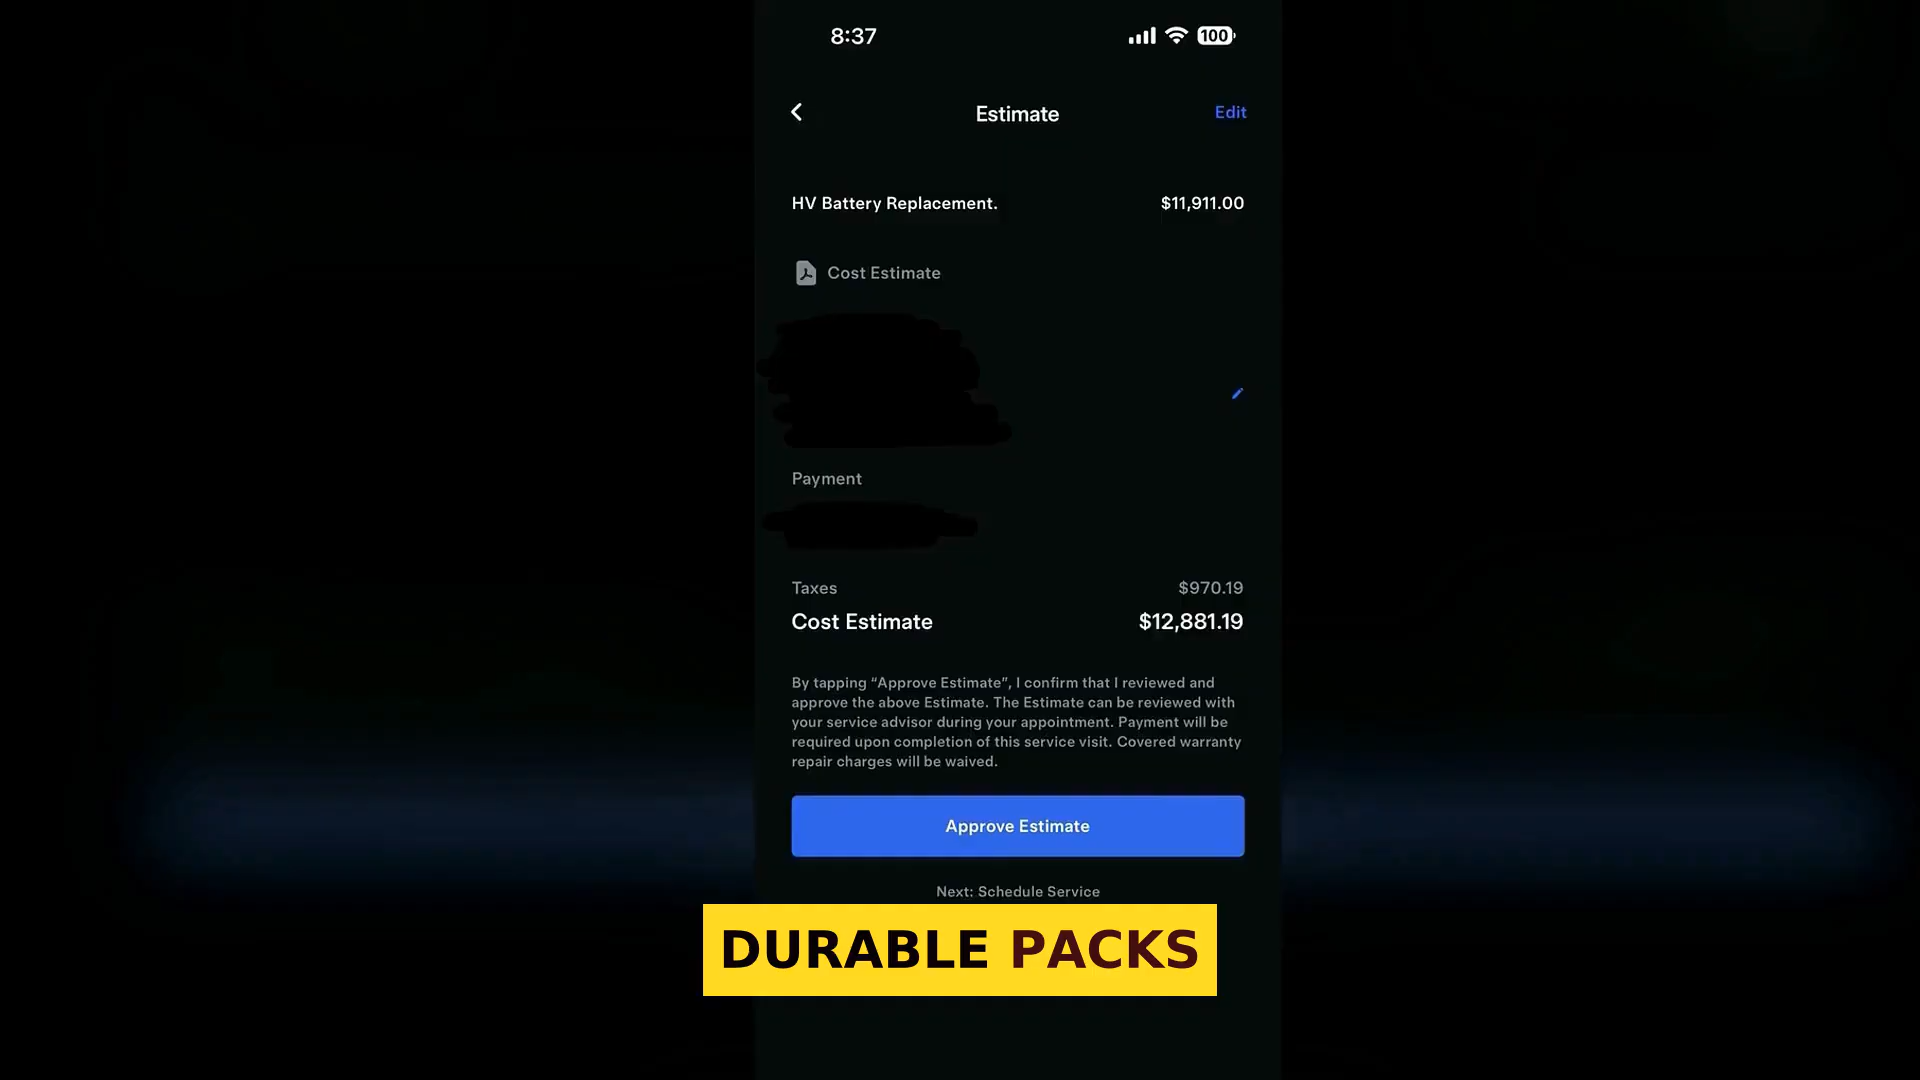 8:37
100
Estimate
Edit
HV Battery Replacement. $11,911.00
Cost Estimate
Payment
Taxes $970.19
Cost Estimate $12,881.19
By tapping “Approve Estimate”, I confirm that I reviewed and
approve the above Estimate. The Estimate can be reviewed with
your service advisor during your appointment. Payment will be
required upon completion of this service visit. Covered warranty
repair charges will be waived.
Approve Estimate
Next: Schedule Service
DURABLE PACKS